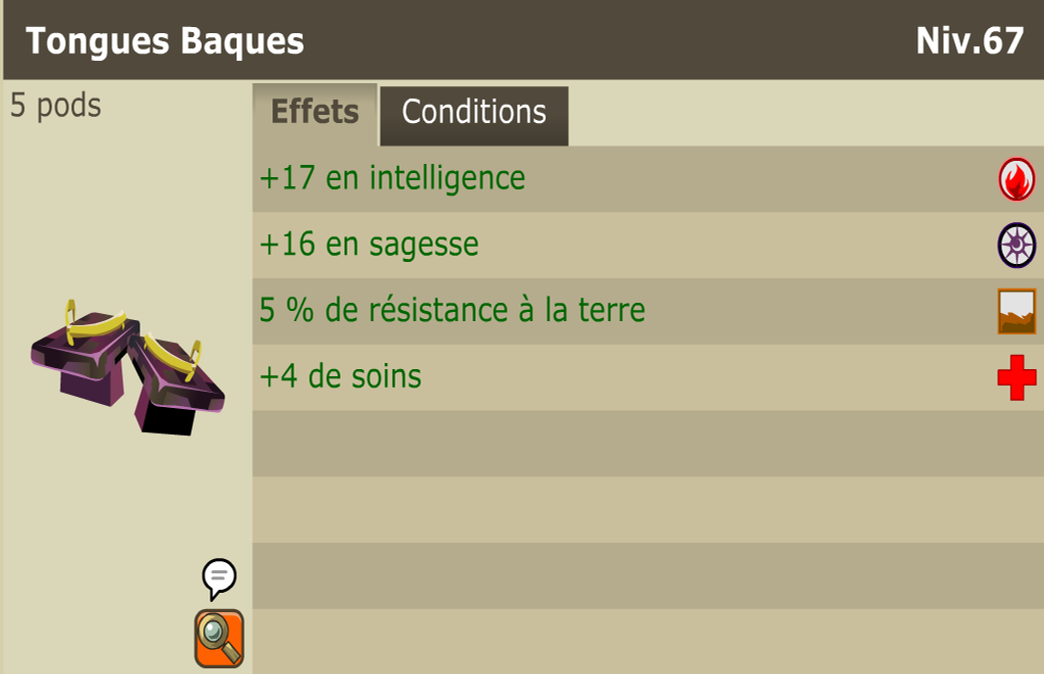 Tongues Baques
Niv.67
5 pods
Effets
Conditions
+17 en intelligence
+16 en sagesse
5 % de résistance à la terre
+4 de soins